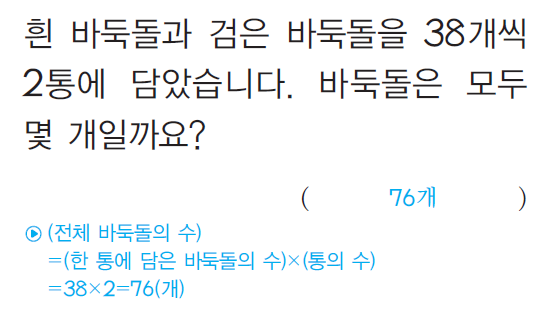 흰 바둑돌과 검은 바둑돌을 38개씩
2통에 담았습니다. 바둑돌은 모두
몇 개일까요?
( 76개 )
(전체 바둑돌의 수)
=(한 통에 담은 바둑돌의 수)×(통의 수)
=38×2=76(개)